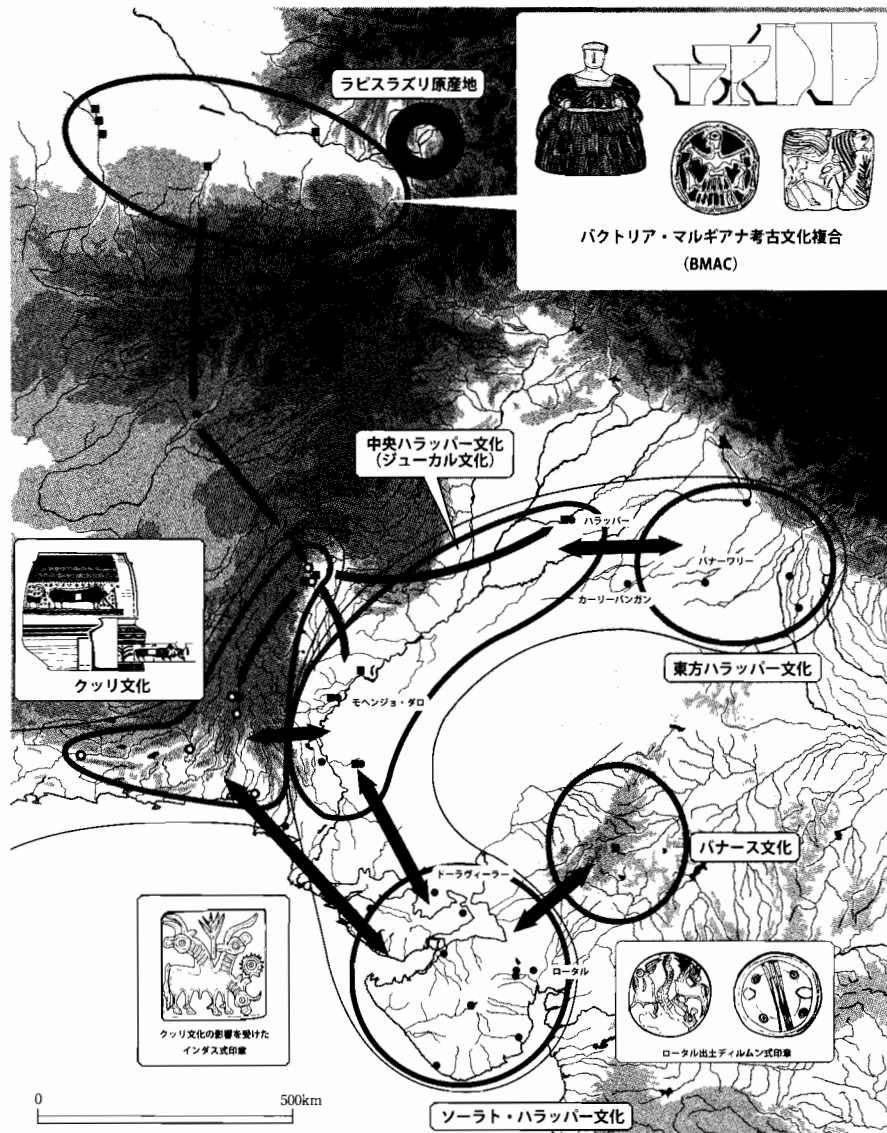 ラピスラズリ原産地
バクトリア・マルギアナ考古文化複合
(BMAC)
中央ハラッパー文化
(ジューカル文化)
ハラッパー
バナーワリー
カーリーバンガン
東方ハラッパー文化
クッリ文化
モヘンジョ・ダロ
バナース文化
ドーラヴィーラー
ロータル
クッリ文化の影響を受けた
インダス式印章
ロータル出土ディルムン式印章
0
500km
ソーラト・ハラッパー文化